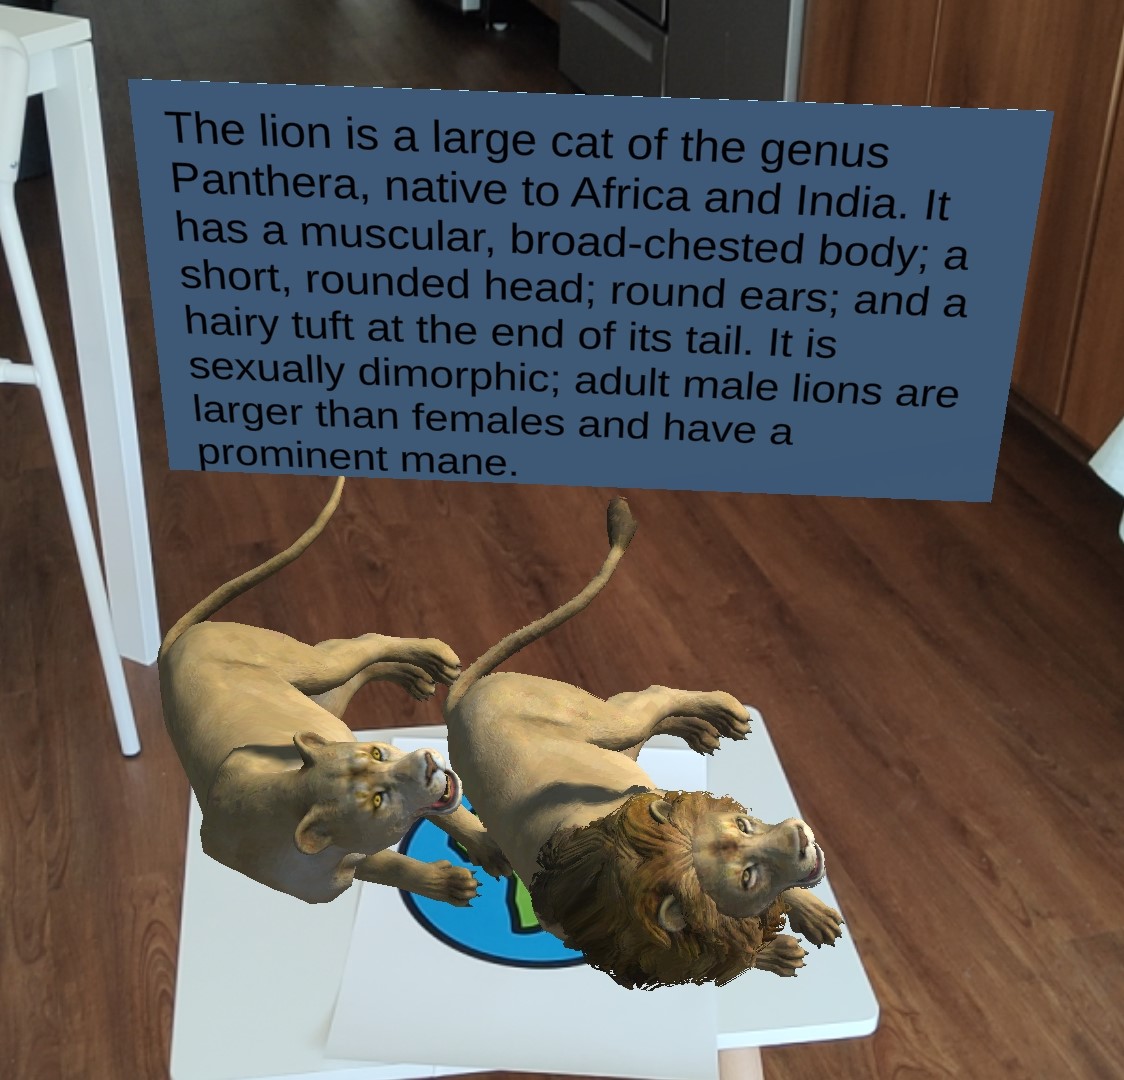 The lion is a large cat of the genus
Panthera, native to Africa and India. It
has a muscular, broad-chested body; a
short, rounded head; round ears; and a
hairy tuft at the end of its tail. It is
sexually dimorphic; adult male lions are
larger than females and have a
prominent mane.